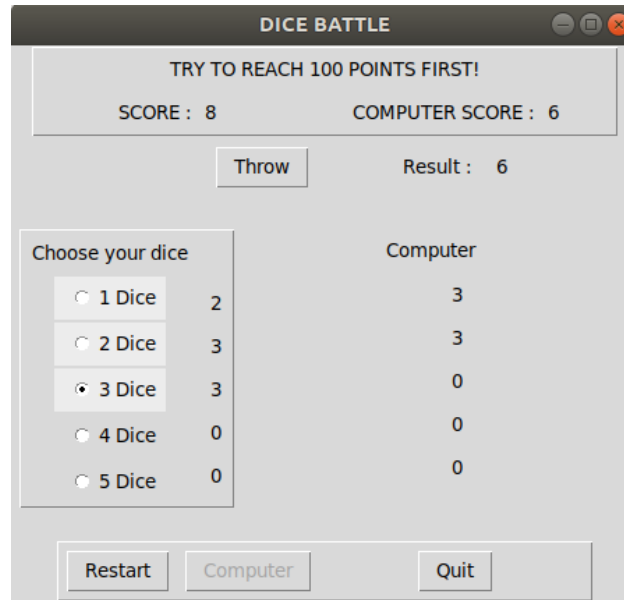 DICE BATTLE
TRY TO REACH 100 POINTS FIRST!
SCORE : 8 COMPUTER SCORE : 6
Throw Result : 6
Choose your dice Computer
1 Dice 2 3
2 Dice 3 3
3 Dice 3 0
4 Dice 0 0
5 Dice 0 0
Restart Computer Quit